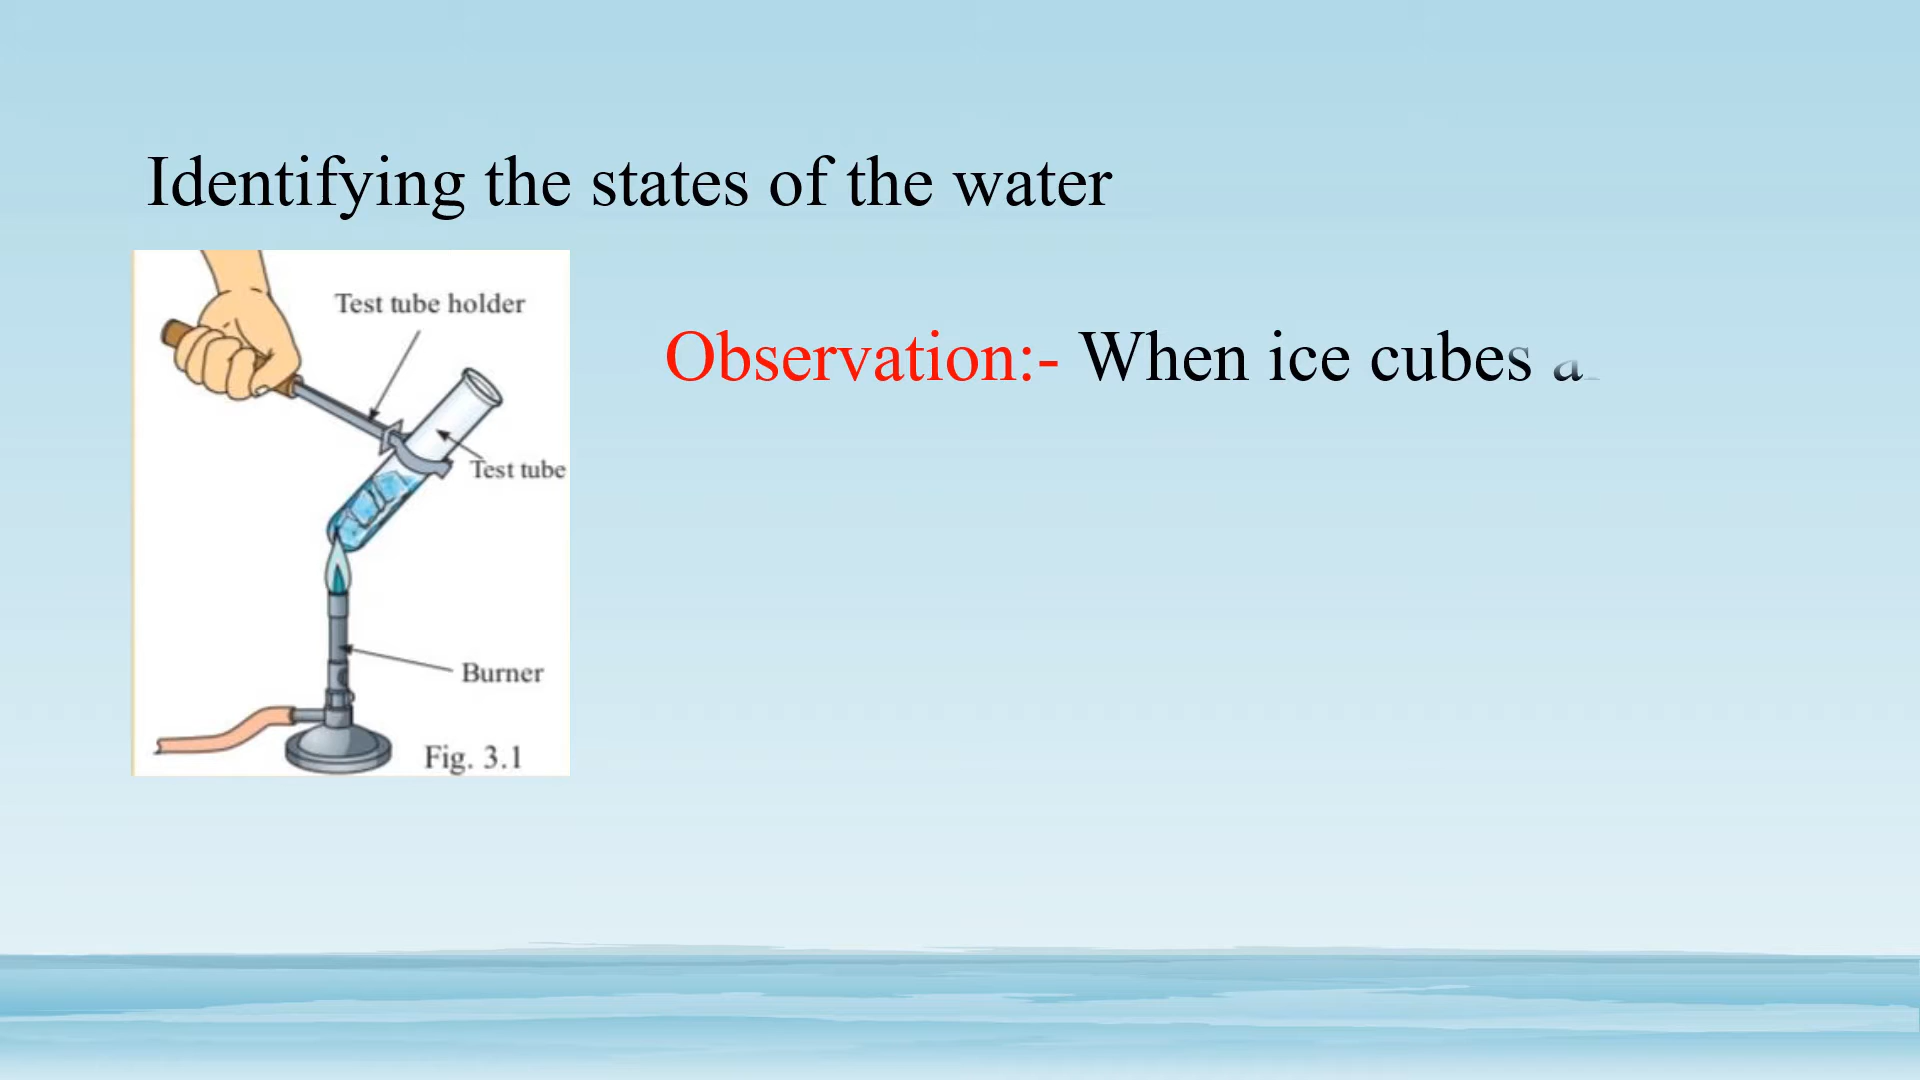 Identifying the states of the water
Test tube holder
Observation:- When ice cubes
Test tube
Burner
Fig. 3.1